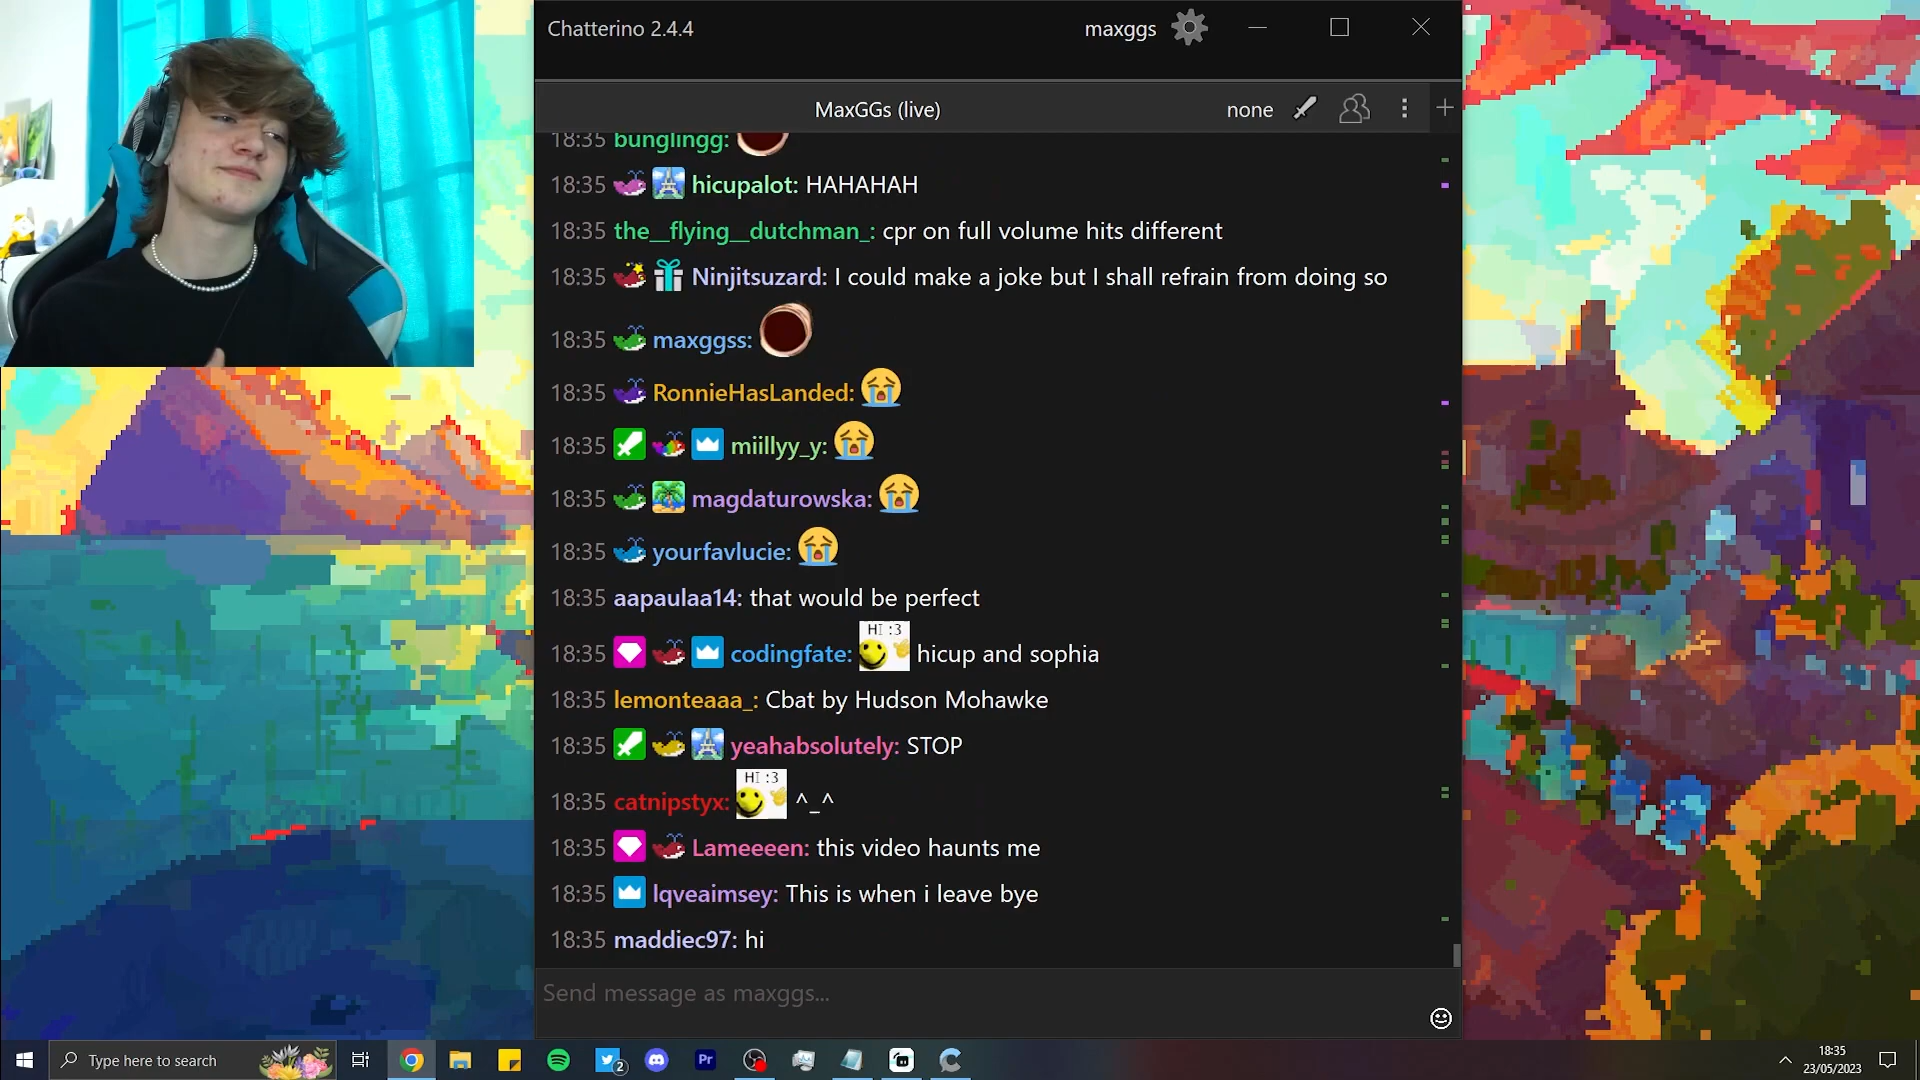 Chatterino 2.4.4
maxggs
MaxGGs (live)
none
18:35 bunglingg:
18:35 hicupalot: HAHAHAH
18:35 the__flying__dutchman_: cpr on full volume hits different
18:35 Ninjitsuzard: I could make a joke but I shall refrain from doing so
18:35 maxggss:
18:35 RonnieHasLanded:
18:35 miillyy_y:
18:35 magdaturowska:
18:35 yourfavlucie:
18:35 aapaulaa14: that would be perfect
18:35 codingfate: HI :3 hicup and sophia
18:35 lemonteaaa_: Cbat by Hudson Mohawke
18:35 yeahabsolutely: STOP
18:35 catnipstyx: HI :3 ^_^
18:35 Lameeeen: this video haunts me
18:35 lqveaimsey: This is when i leave bye
18:35 maddiec97: hi
Send message as maxggs...
Type here to search
2
Pr
18:35
23/05/2023